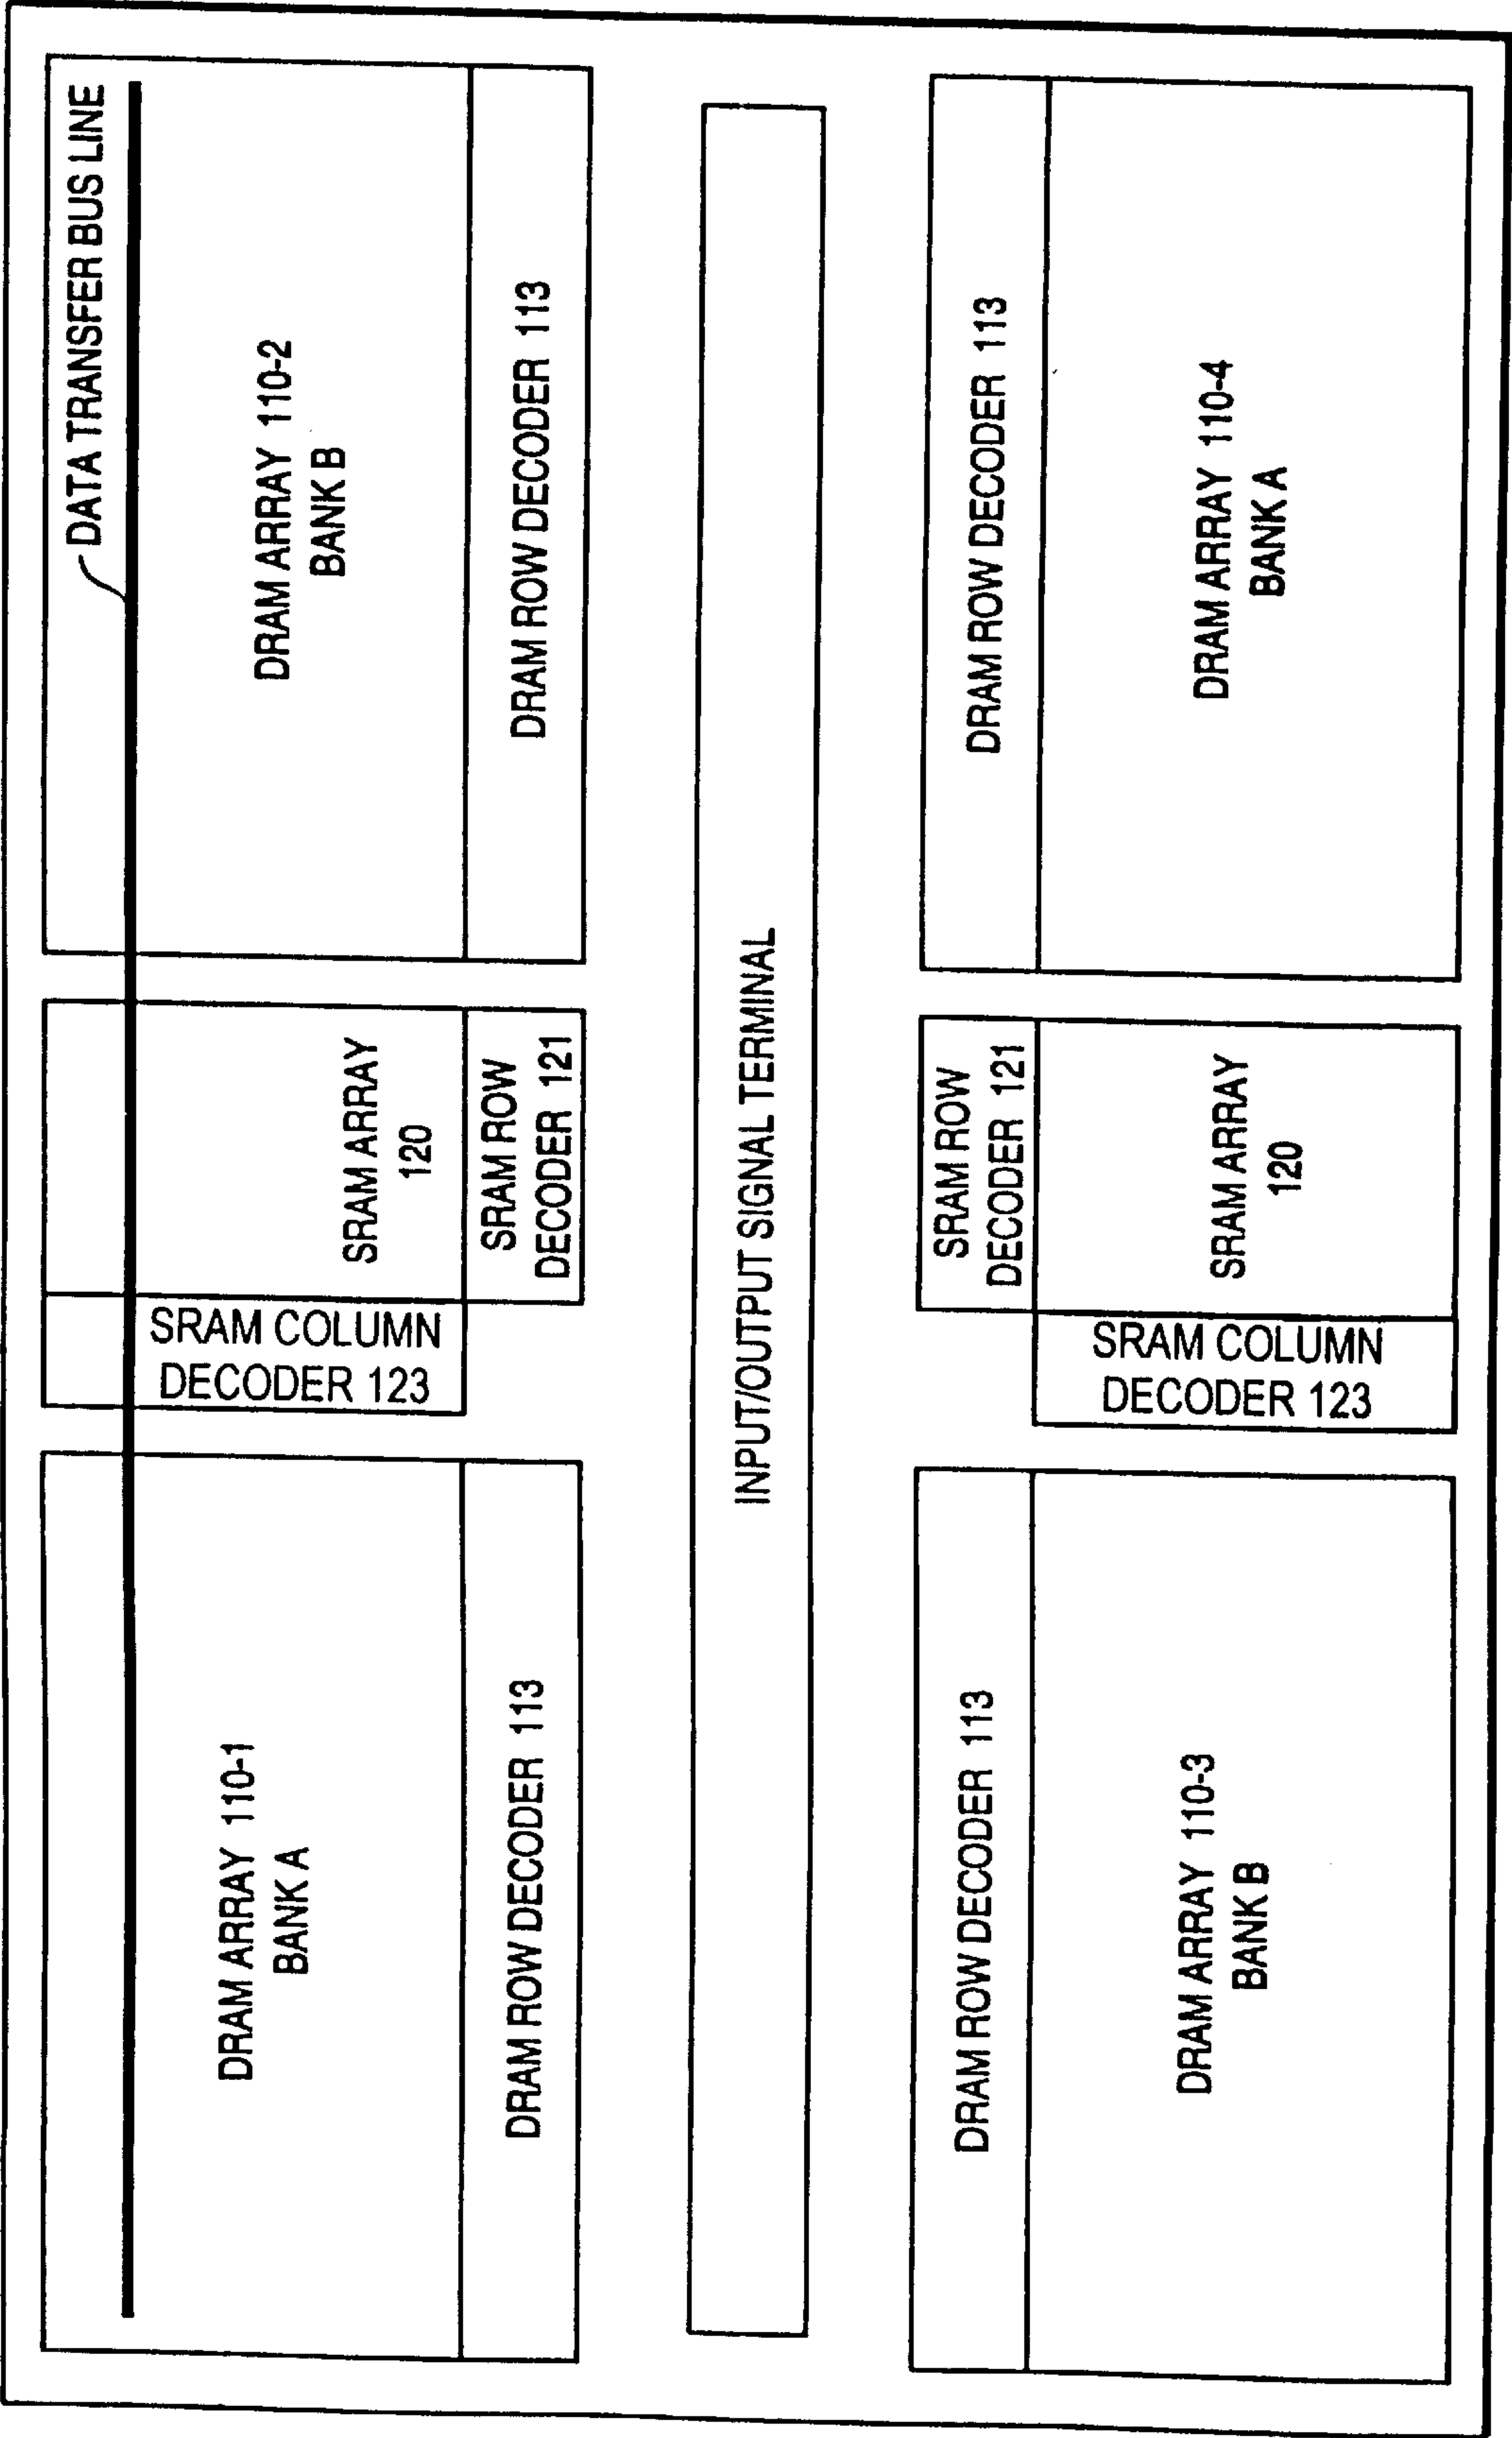 DATA TRANSFER BUS LINE
DRAM ARRAY 110-1
BANK A
DRAM ROW DECODER 113
SRAM COLUMN
DECODER 123
SRAM ARRAY
120
SRAM ROW
DECODER 121
DRAM ARRAY 110-2
BANK B
DRAM ROW DECODER 113
INPUT/OUTPUT SIGNAL TERMINAL
DRAM ROW DECODER 113
DRAM ARRAY 110-3
BANK B
SRAM ROW
DECODER 121
SRAM COLUMN
DECODER 123
SRAM ARRAY
120
DRAM ROW DECODER 113
DRAM ARRAY 110-4
BANK A